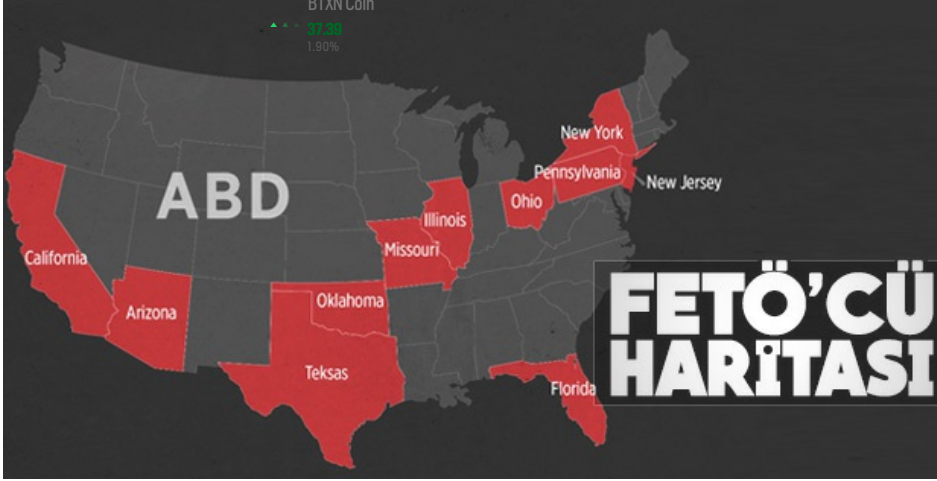 BTXN Coin
37.39
1.90%
New York
Pennsylvania
New Jersey
ABD
Ohio
Illinois
Missouri
California
Oklahoma
Arizona
Teksas
Florida
FETÖ'CÜ
HARİTASI